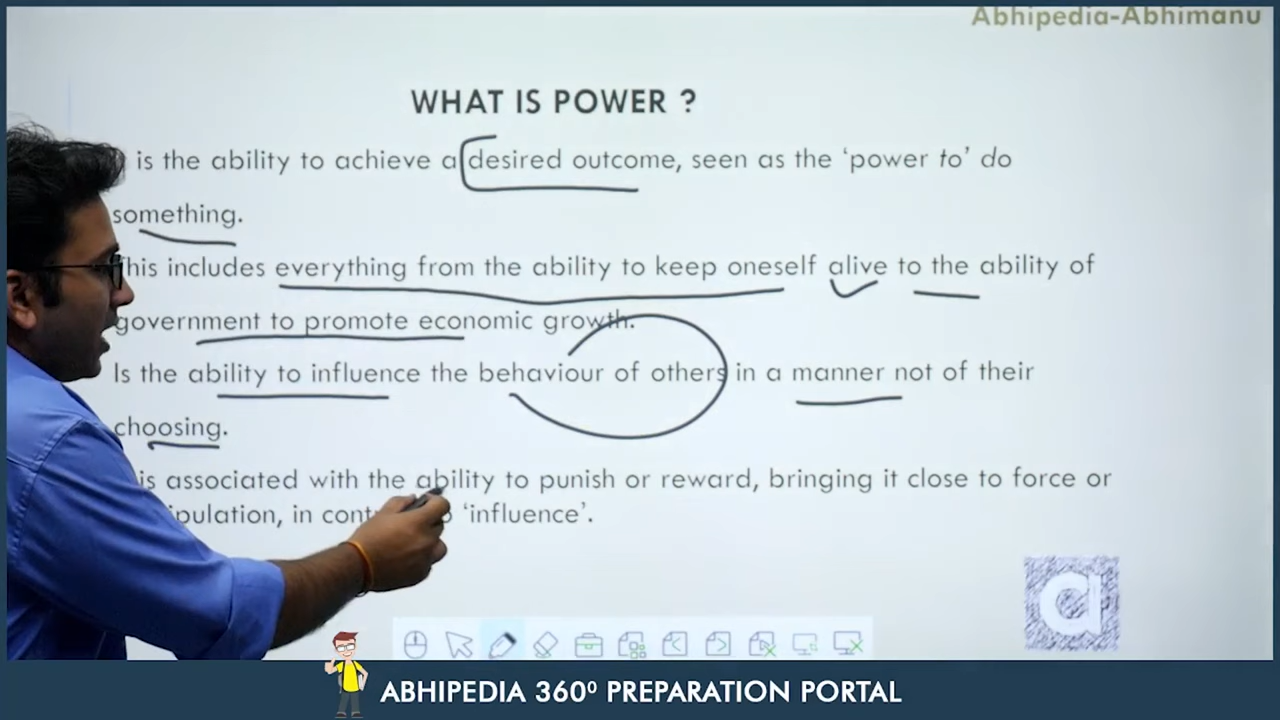 Abhipedia-Abhimanu
WHAT IS POWER ?
is the ability to achieve a desired outcome, seen as the ‘power to’ do
something.
This includes everything from the ability to keep oneself alive to the ability of
government to promote economic growth.
Is the ability to influence the behaviour of others in a manner not of their
choosing.
is associated with the ability to punish or reward, bringing it close to force or
in ‘influence’.
a
ABHIPEDIA 360⁰ PREPARATION PORTAL